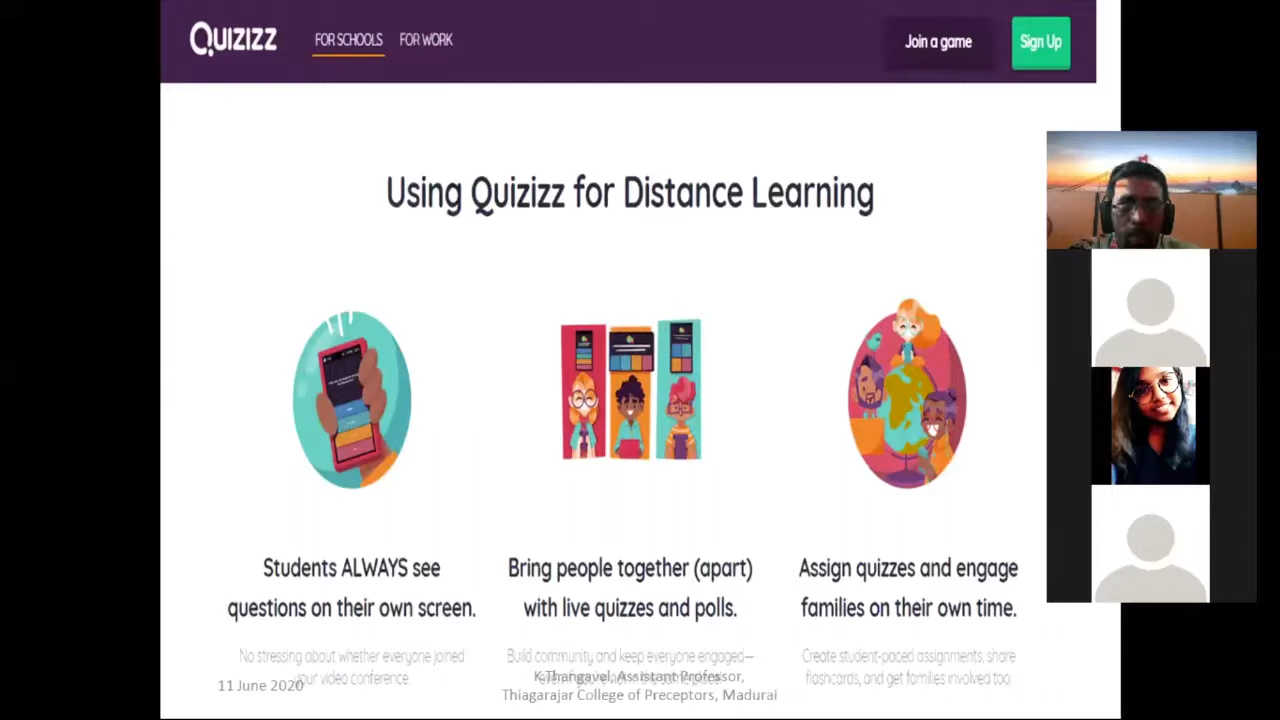 Quizizz
FOR SCHOOLS
FOR WORK
Join a game
Sign Up
Using Quizizz for Distance Learning
Students ALWAYS see
questions on their own screen.
No stressing about whether everyone joined
your video conference.
Bring people together (apart)
with live quizzes and polls.
Build community and keep everyone engaged—
Assign quizzes and engage
families on their own time.
Create student-paced assignments, share
flashcards, and get families involved too.
11 June 2020
K.Thangavel, Assistant Professor,
Thiagarajar College of Preceptors, Madurai